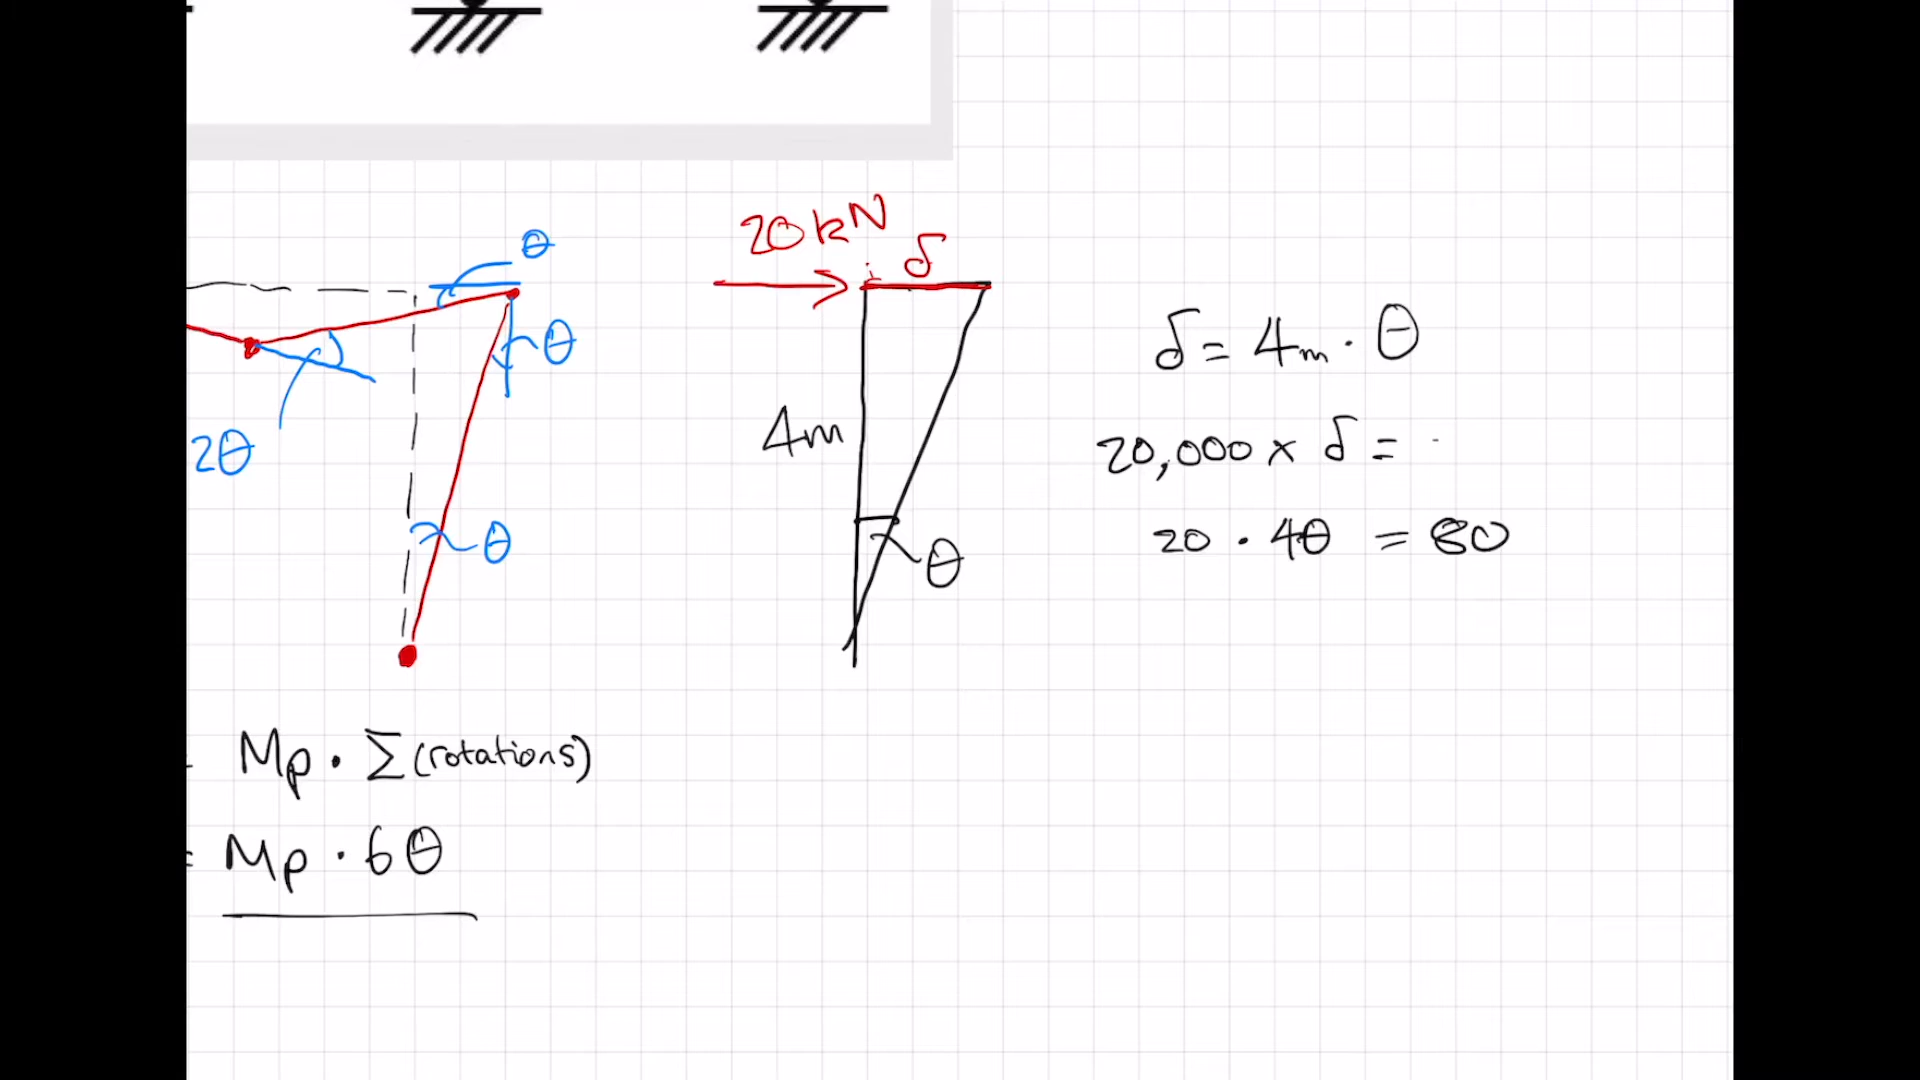 θ
θ
2θ
θ
20kN
δ
4m
θ
δ = 4m · θ
20,000 × δ =
20 · 4θ = 80
Mp · Σ(rotations)
= Mp · 6θ